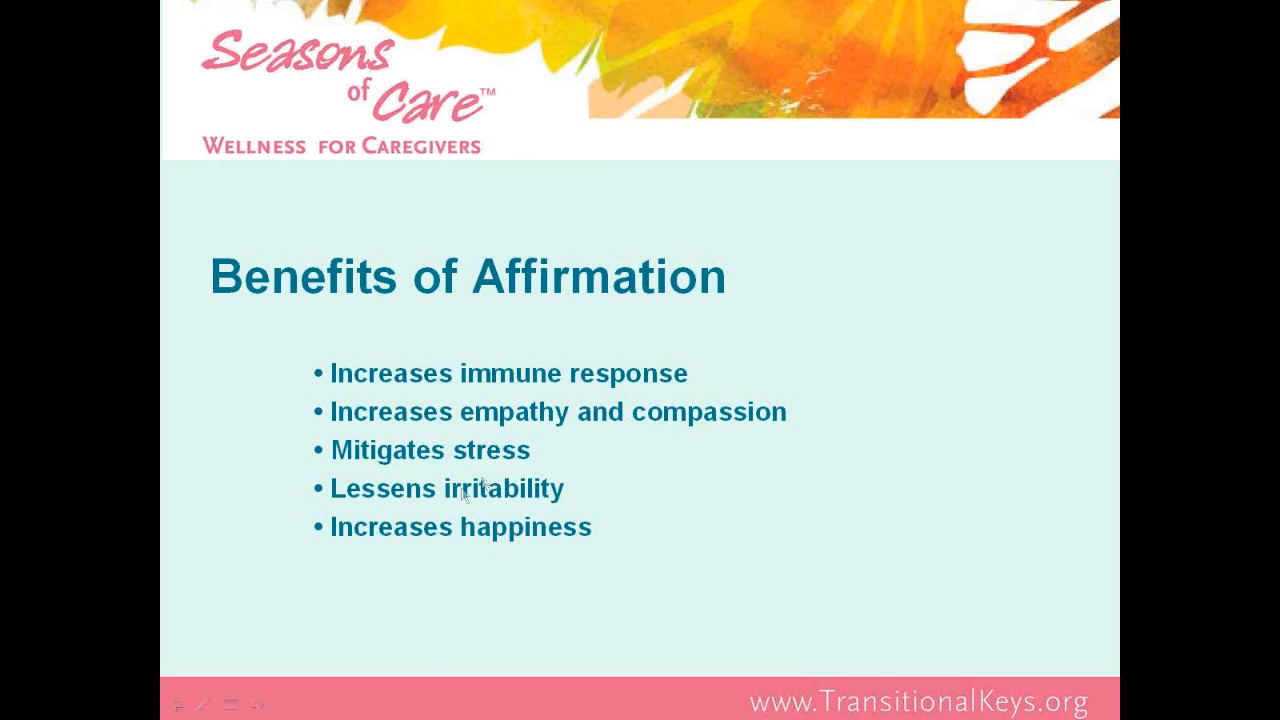 Seasons
of Care™
WELLNESS FOR CAREGIVERS
Benefits of Affirmation
• Increases immune response
• Increases empathy and compassion
• Mitigates stress
• Lessens irritability
• Increases happiness
www.TransitionalKeys.org